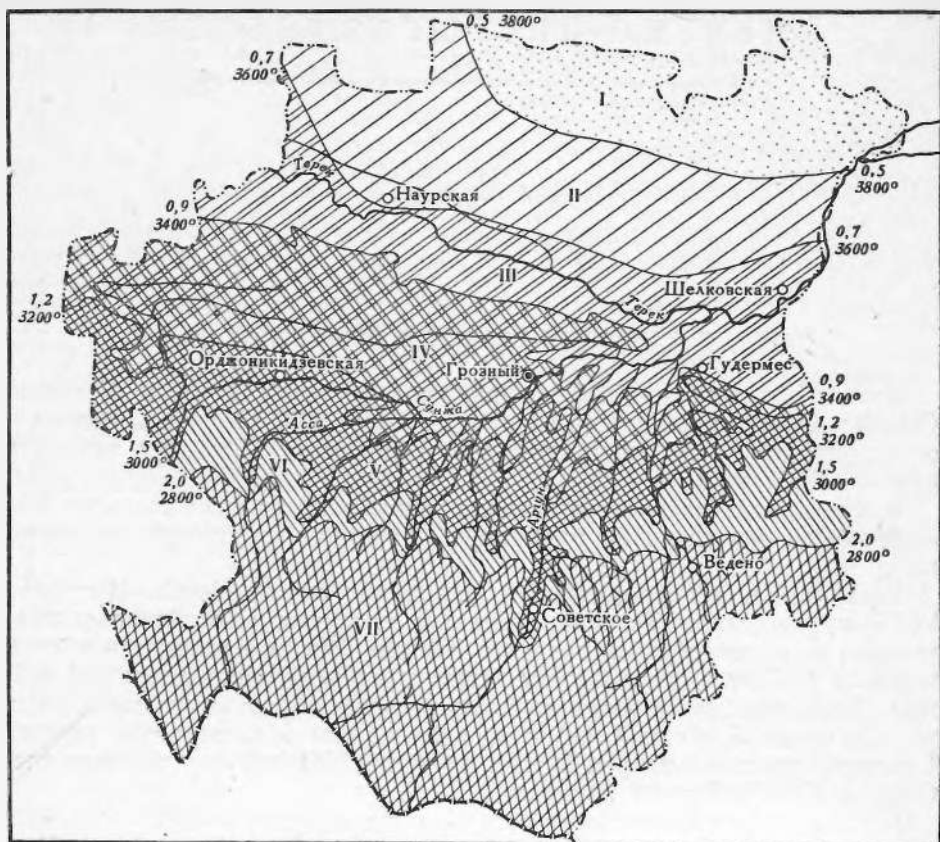 0,5 3800°
0,7
3600°
I
0,5
3800°
Терек
Наурская
II
0,9
3400°
0,7
3600°
III
Шелковская
Терек
1,2
3200°
IV
Орджоникидзевская
Грозный
Гудермес
Сунжа
0,9
3400°
Асса
1,2
3200°
1,5
3000°
VI
V
1,5
3000°
2,0
2800°
Аргун
2,0
2800°
Ведено
Советское
VII